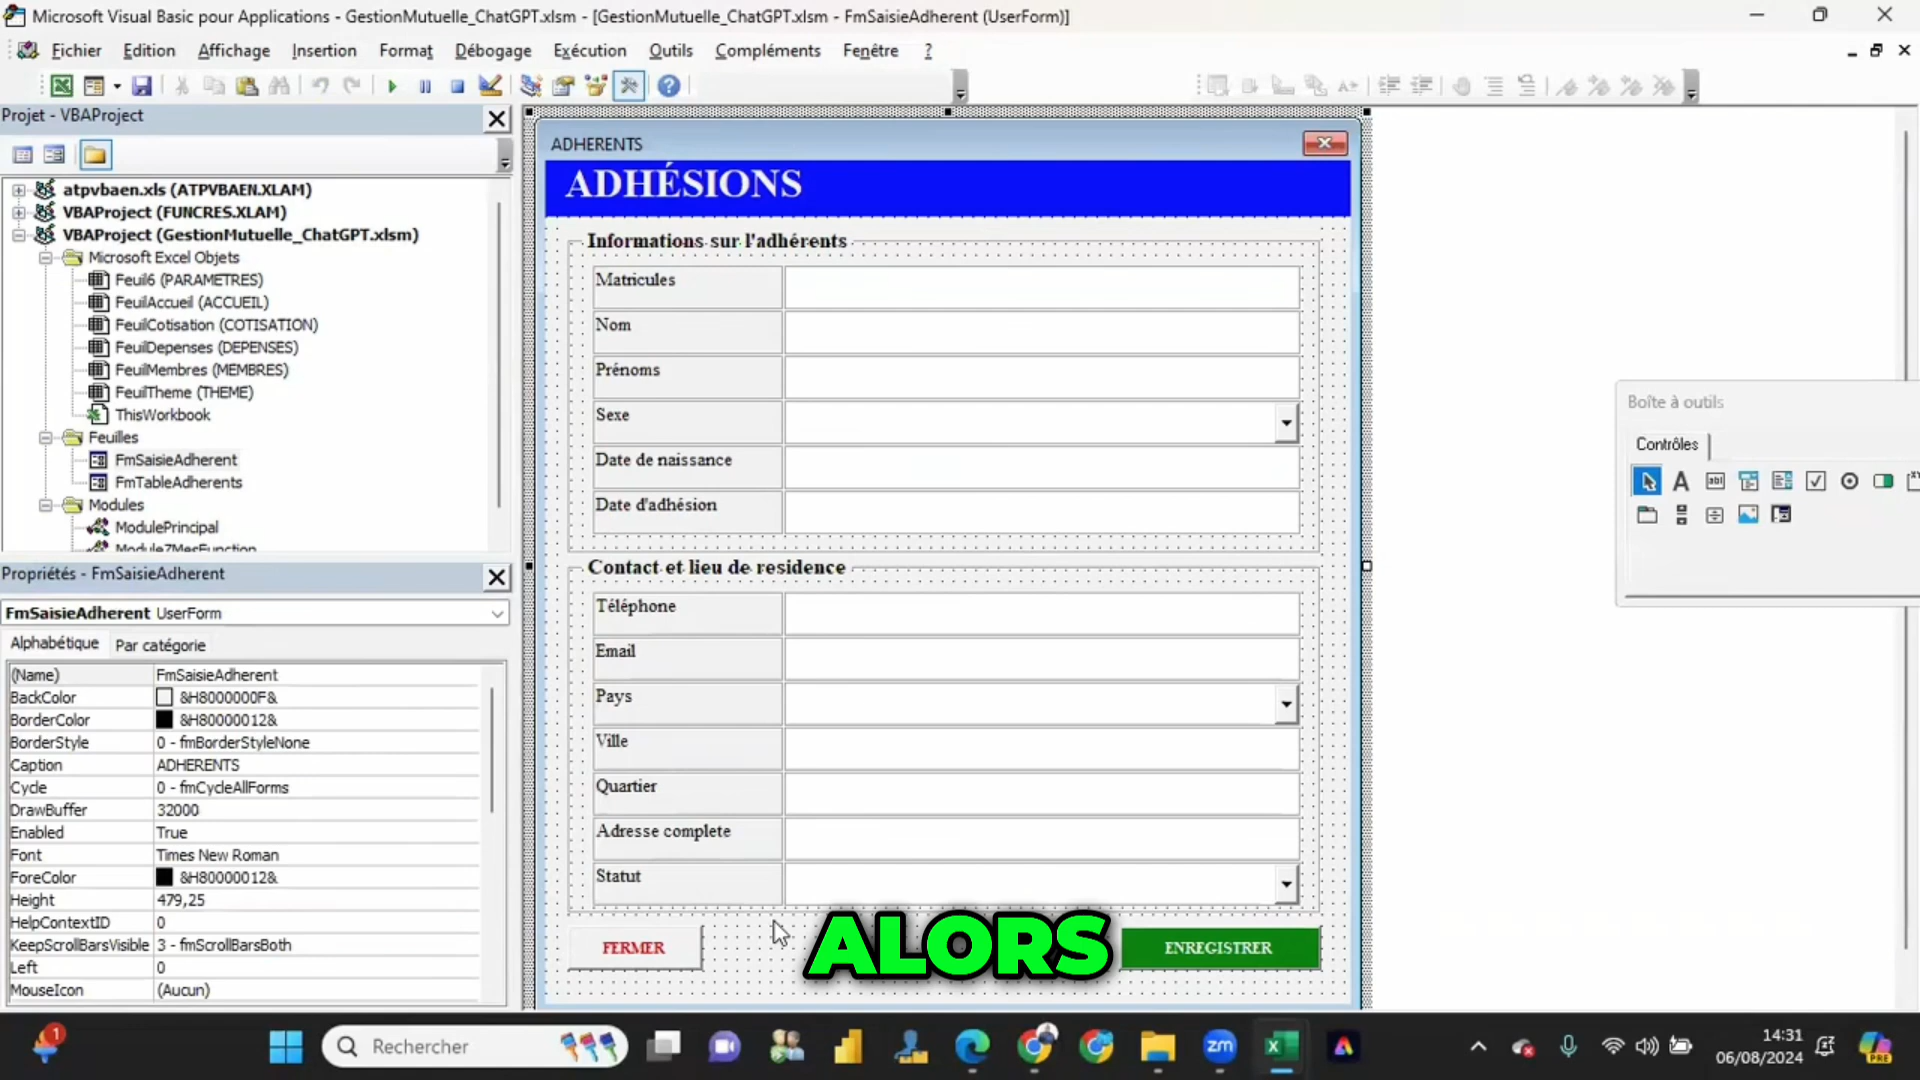 Microsoft Visual Basic pour Applications - GestionMutuelle_ChatGPT.xlsm - [GestionMutuelle_ChatGPT.xlsm - FmSaisieAdherent (UserForm)]
Fichier Edition Affichage Insertion Format Débogage Exécution Outils Compléments Fenêtre ?
Projet - VBAProject
atpvbaen.xls (ATPVBAEN.XLAM)
VBAProject (FUNCRES.XLAM)
VBAProject (GestionMutuelle_ChatGPT.xlsm)
Microsoft Excel Objets
Feuil6 (PARAMETRES)
FeuilAccueil (ACCUEIL)
FeuilCotisation (COTISATION)
FeuilDepenses (DEPENSES)
FeuilMembres (MEMBRES)
FeuilTheme (THEME)
ThisWorkbook
Feuilles
FmSaisieAdherent
FmTableAdherents
Modules
ModulePrincipal
ModuleZMesFunction
Propriétés - FmSaisieAdherent
FmSaisieAdherent UserForm
Alphabétique Par catégorie
(Name) FmSaisieAdherent
BackColor &H8000000F&
BorderColor &H80000012&
BorderStyle 0 - fmBorderStyleNone
Caption ADHERENTS
Cycle 0 - fmCycleAllForms
DrawBuffer 32000
Enabled True
Font Times New Roman
ForeColor &H80000012&
Height 479,25
HelpContextID 0
KeepScrollBarsVisible 3 - fmScrollBarsBoth
Left 0
MouseIcon (Aucun)
ADHERENTS
ADHÉSIONS
Informations sur l'adhérents
Matricules
Nom
Prénoms
Sexe
Date de naissance
Date d'adhésion
Contact et lieu de residence
Téléphone
Email
Pays
Ville
Quartier
Adresse complete
Statut
FERMER
ALORS
ENREGISTRER
Boîte à outils
Contrôles
Rechercher
14:31
06/08/2024